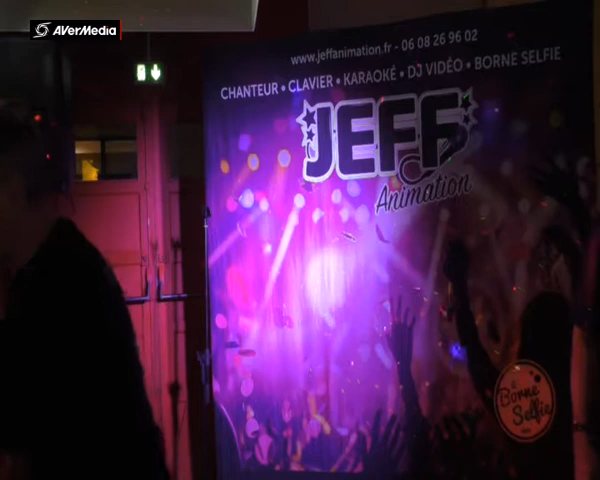 AVerMedia
www.jeffanimation.fr - 06 08 26 96 02
CHANTEUR • CLAVIER • KARAOKÉ • DJ VIDÉO • BORNE SELFIE
JEFF
Animation
Borne
Selfie